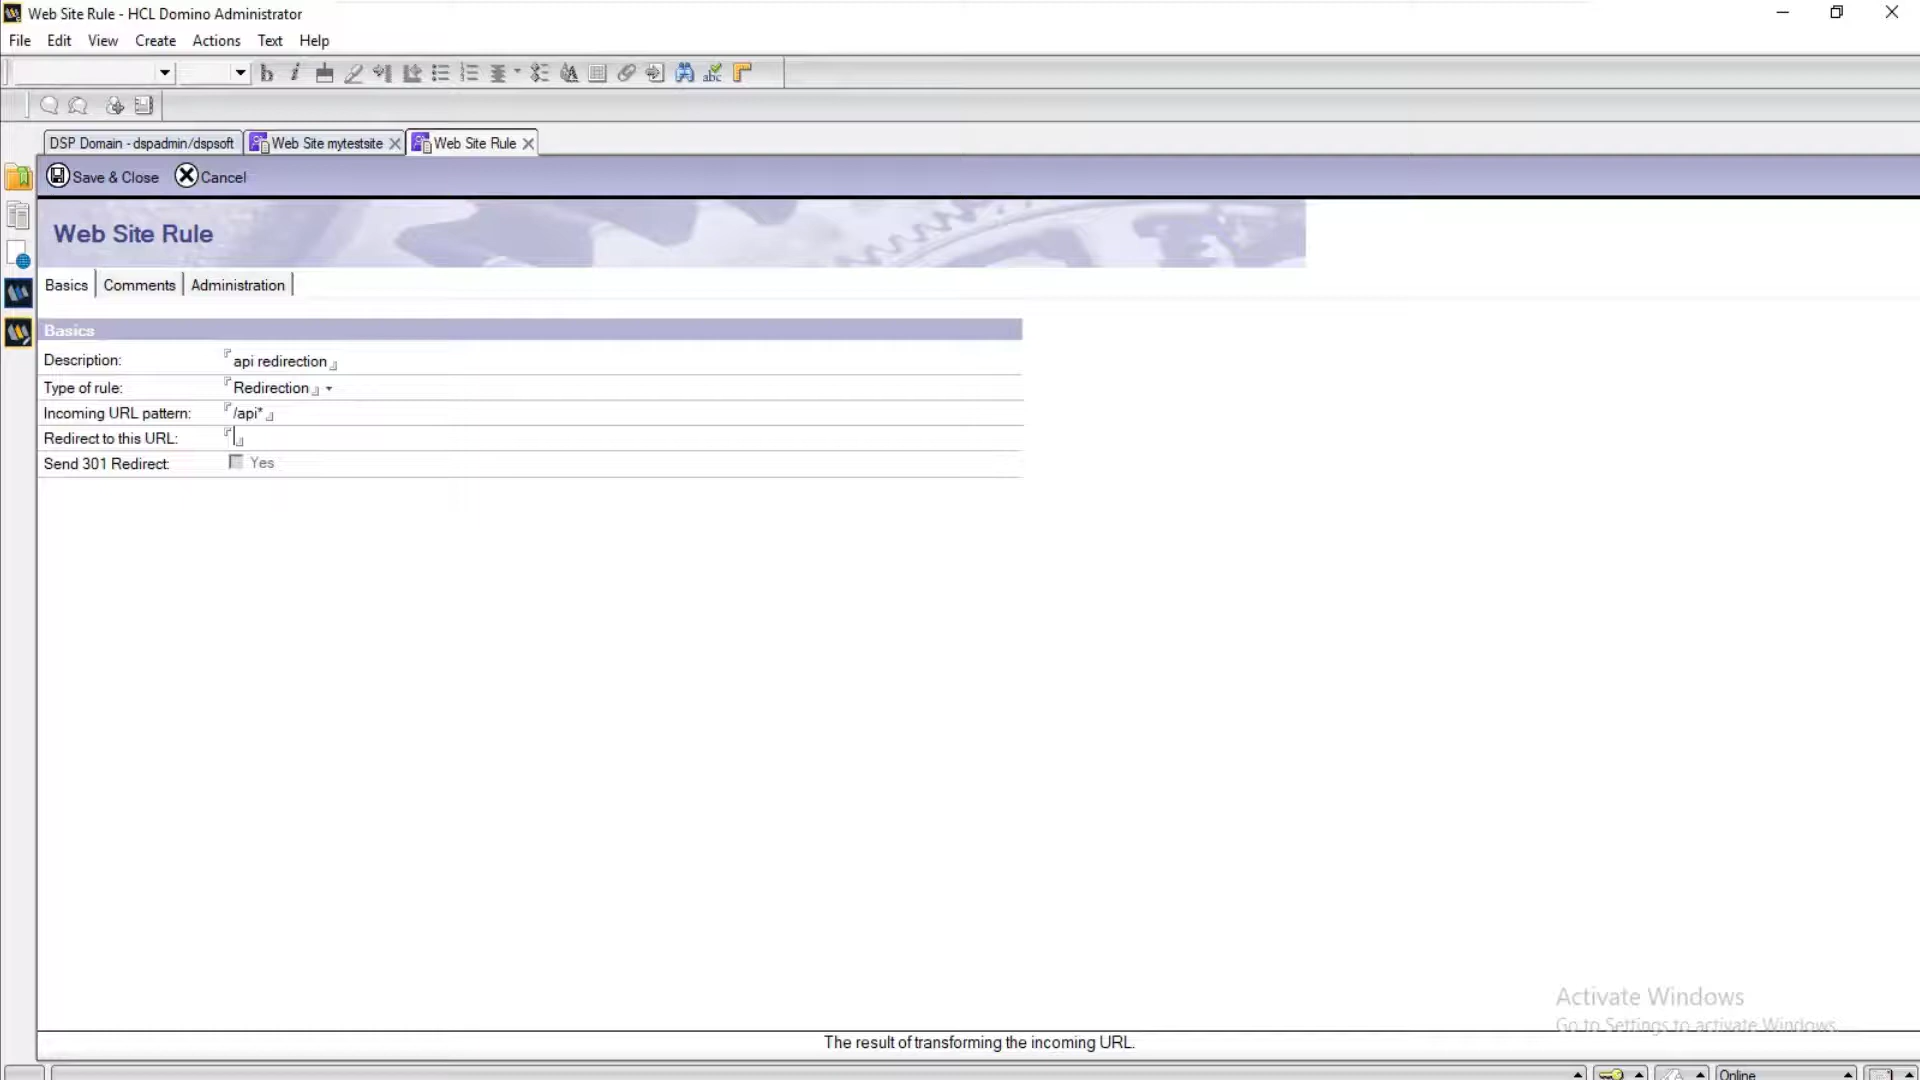 Web Site Rule - HCL Domino Administrator
File Edit View Create Actions Text Help
DSP Domain - dspadmin/dspsoft Web Site mytestsite Web Site Rule
Save & Close Cancel
Web Site Rule
Basics Comments Administration
Basics
Description: api redirection
Type of rule: Redirection
Incoming URL pattern: /api*
Redirect to this URL:
Send 301 Redirect: Yes
Activate Windows
Go to Settings to activate Windows.
The result of transforming the incoming URL.
Online